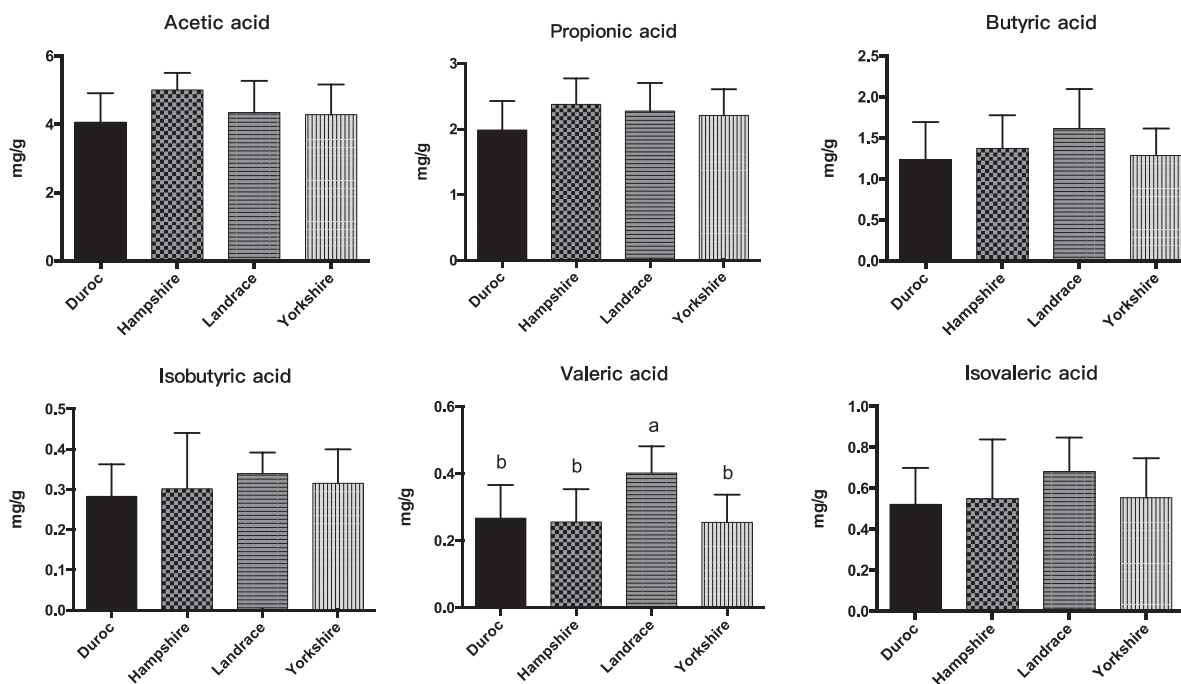 Acetic acid
6
4
2
0
mg/g
Duroc
Hampshire
Landrace
Yorkshire
Propionic acid
3
2
1
0
mg/g
Duroc
Hampshire
Landrace
Yorkshire
Butyric acid
2.5
2.0
1.5
1.0
0.5
0.0
mg/g
Duroc
Hampshire
Landrace
Yorkshire
Isobutyric acid
0.5
0.4
0.3
0.2
0.1
0.0
mg/g
Duroc
Hampshire
Landrace
Yorkshire
Valeric acid
0.6
0.4
0.2
0.0
mg/g
b
b
a
b
Duroc
Hampshire
Landrace
Yorkshire
Isovaleric acid
1.0
0.8
0.6
0.4
0.2
0.0
mg/g
Duroc
Hampshire
Landrace
Yorkshire